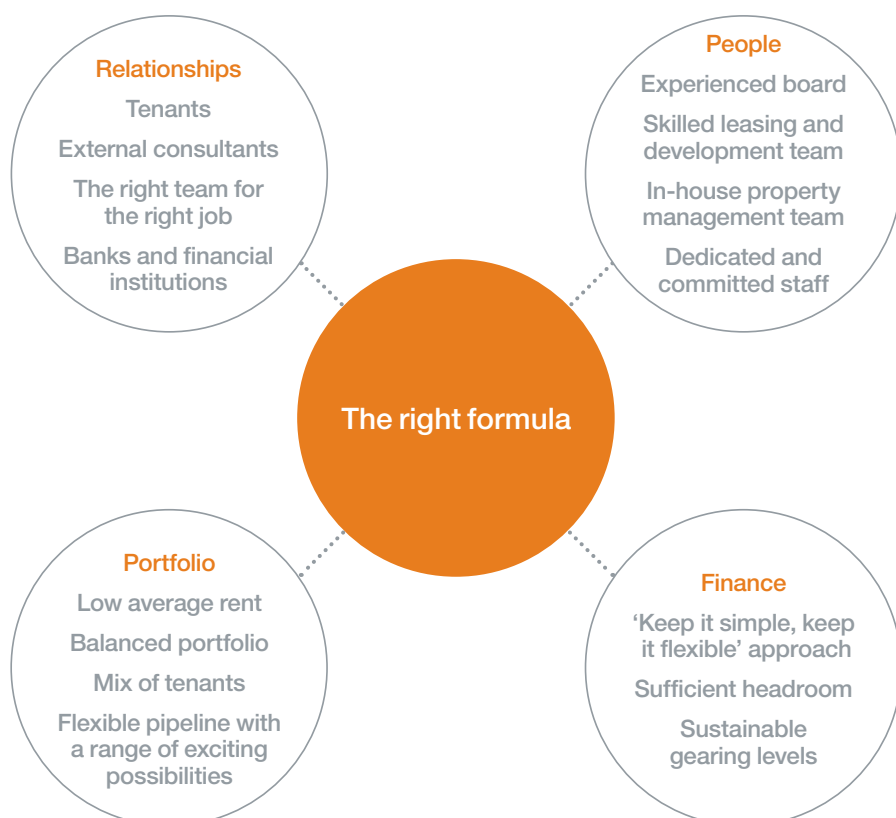 Relationships
Tenants
External consultants
The right team for
the right job
Banks and financial
institutions
People
Experienced board
Skilled leasing and
development team
In-house property
management team
Dedicated and
committed staff
The right formula
Portfolio
Low average rent
Balanced portfolio
Mix of tenants
Flexible pipeline with
a range of exciting
possibilities
Finance
‘Keep it simple, keep
it flexible’ approach
Sufficient headroom
Sustainable
gearing levels